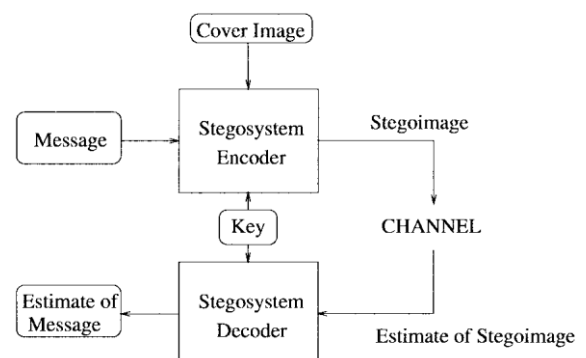 Cover Image
Message
Stegosystem
Encoder
Stegoimage
Key
CHANNEL
Estimate of
Message
Stegosystem
Decoder
Estimate of Stegoimage